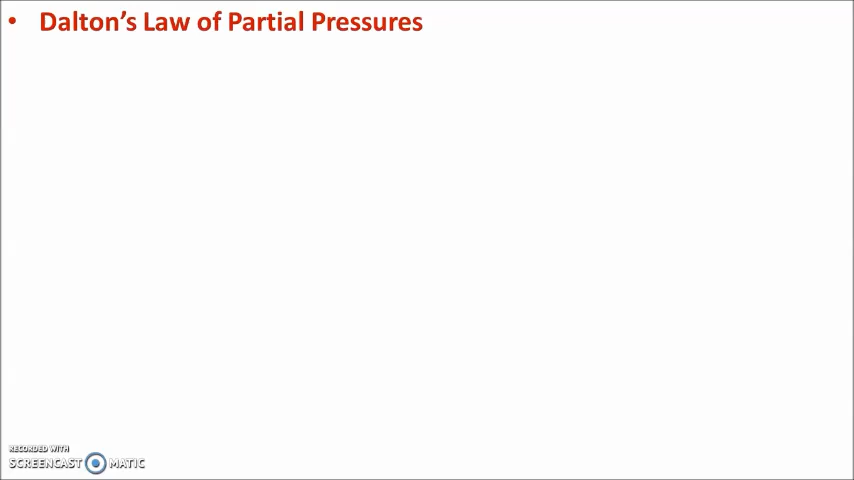 • Dalton’s Law of Partial Pressures
RECORDED WITH
SCREENCAST MATIC